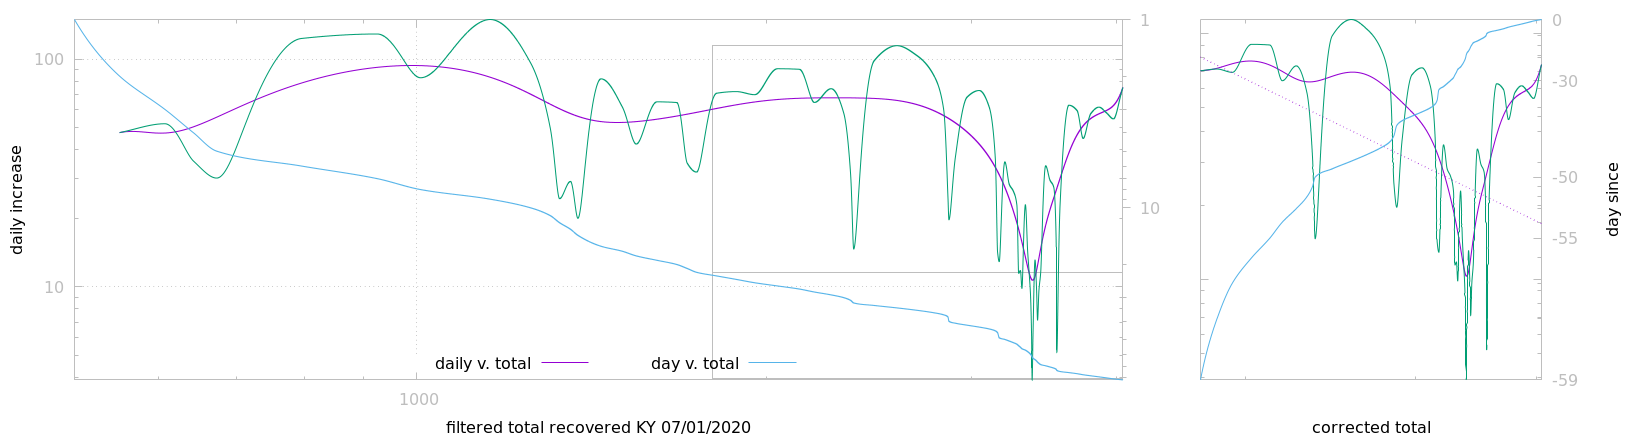 daily increase
100
10
1000
daily v. total
day v. total
filtered total recovered KY 07/01/2020
1
10
0
-30
-50
-55
-59
day since
corrected total